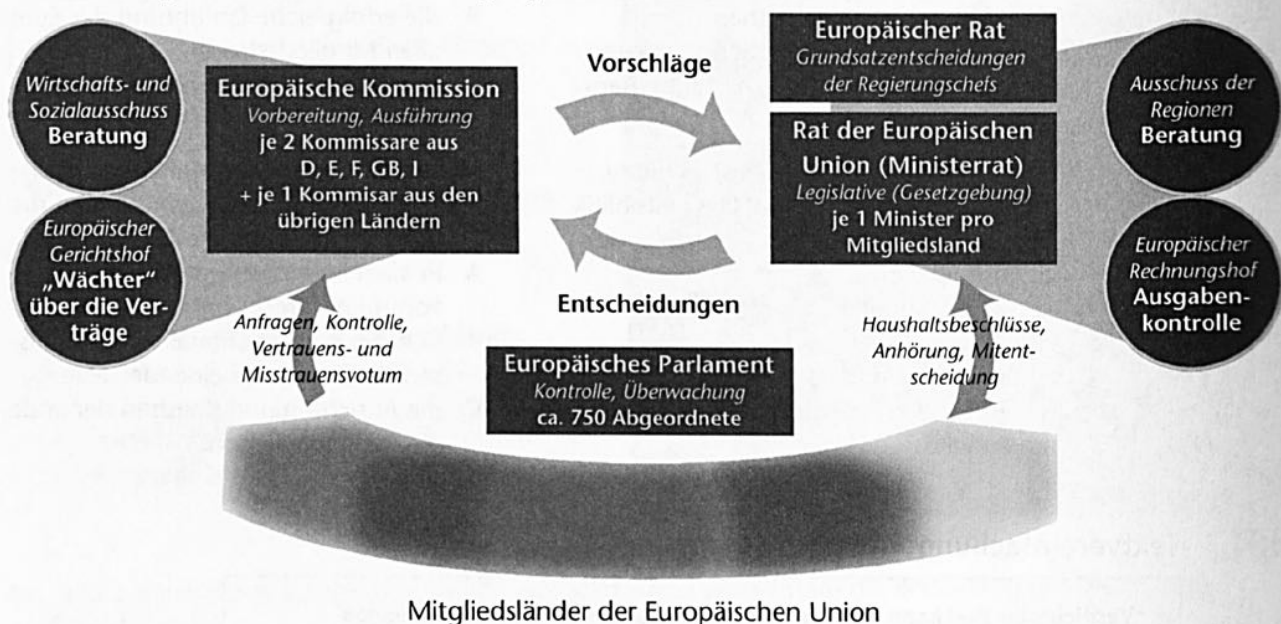 Wirtschafts- und
Sozialausschuss
Beratung
Europäischer
Gerichtshof
„Wächter“
über die Ver-
träge
Europäische Kommission
Vorbereitung, Ausführung
je 2 Kommissare aus
D, E, F, GB, I
+ je 1 Kommisar aus den
übrigen Ländern
Vorschläge
Entscheidungen
Europäischer Rat
Grundsatzentscheidungen
der Regierungschefs
Rat der Europäischen
Union (Ministerrat)
Legislative (Gesetzgebung)
je 1 Minister pro
Mitgliedsland
Ausschuss der
Regionen
Beratung
Europäischer
Rechnungshof
Ausgaben-
kontrolle
Anfragen, Kontrolle,
Vertrauens- und
Misstrauensvotum
Europäisches Parlament
Kontrolle, Überwachung
ca. 750 Abgeordnete
Haushaltsbeschlüsse,
Anhörung, Mitent-
scheidung
Mitgliedsländer der Europäischen Union